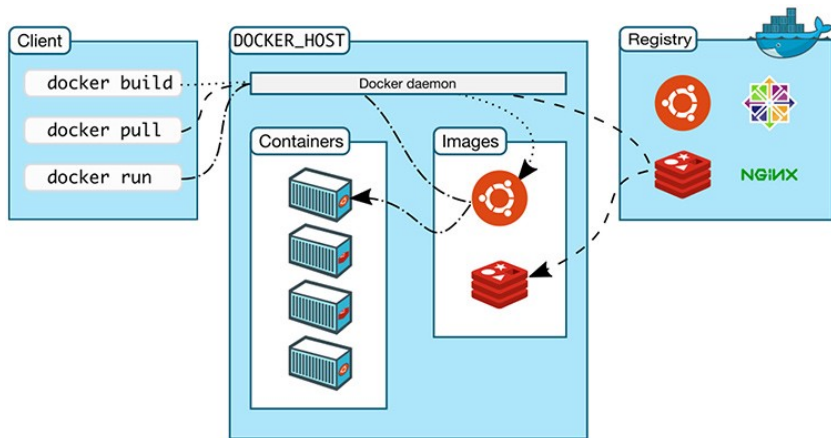 Client
docker build
docker pull
docker run
DOCKER_HOST
Docker daemon
Containers
Images
Registry
NGINX